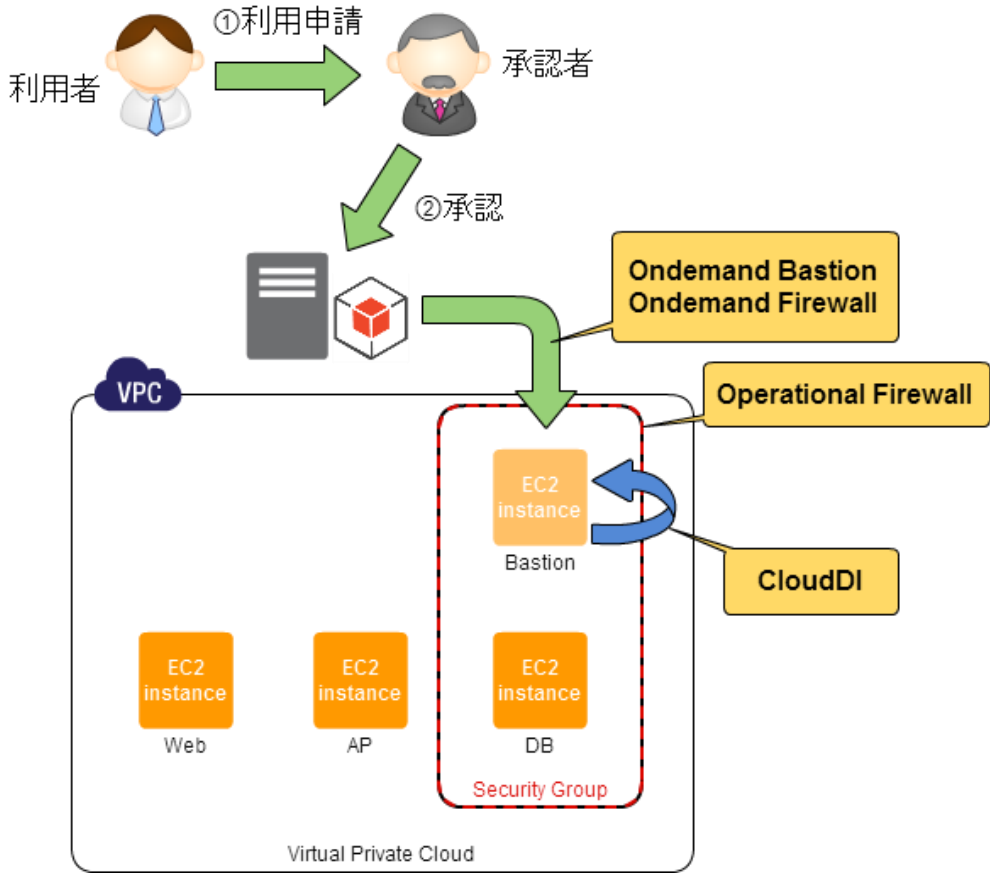 ①利用申請
利用者
承認者
②承認
Ondemand Bastion
Ondemand Firewall
VPC
Operational Firewall
EC2
instance
Bastion
CloudDI
EC2
instance
Web
EC2
instance
AP
EC2
instance
DB
Security Group
Virtual Private Cloud